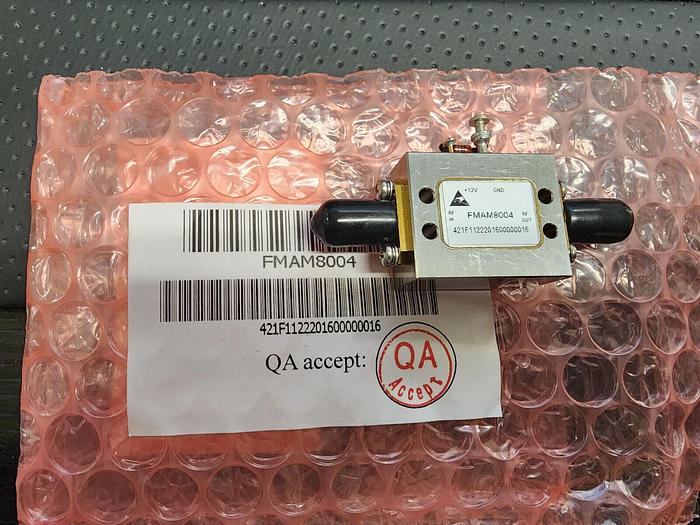 +12V GND
RF IN FMAM8004 RF OUT
421F1122201600000016
FMAM8004
421F1122201600000016
QA accept:
QA
Accept